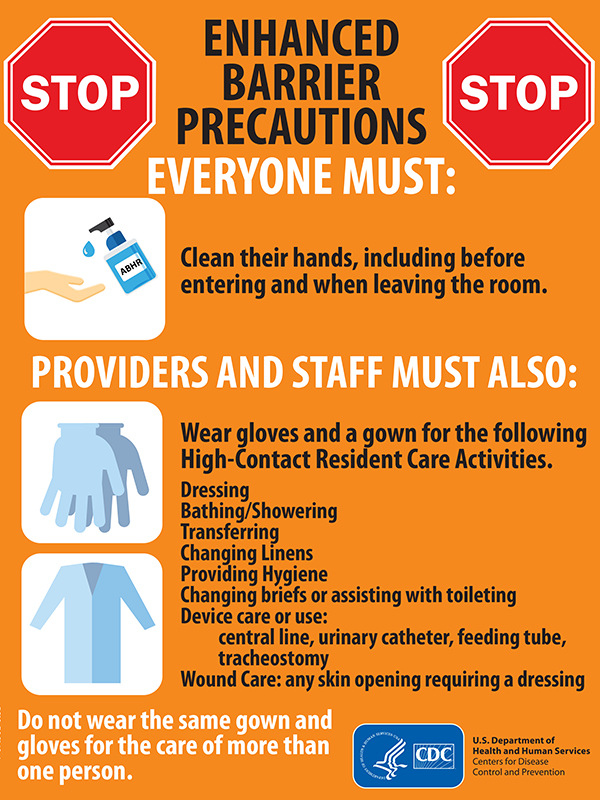 STOP
ENHANCED
BARRIER
PRECAUTIONS
STOP
EVERYONE MUST:
ABHR
Clean their hands, including before
entering and when leaving the room.
PROVIDERS AND STAFF MUST ALSO:
Wear gloves and a gown for the following
High-Contact Resident Care Activities.
Dressing
Bathing/Showering
Transferring
Changing Linens
Providing Hygiene
Changing briefs or assisting with toileting
Device care or use:
central line, urinary catheter, feeding tube,
tracheostomy
Wound Care: any skin opening requiring a dressing
Do not wear the same gown and
gloves for the care of more than
one person.
CDC
U.S. Department of
Health and Human Services
Centers for Disease
Control and Prevention